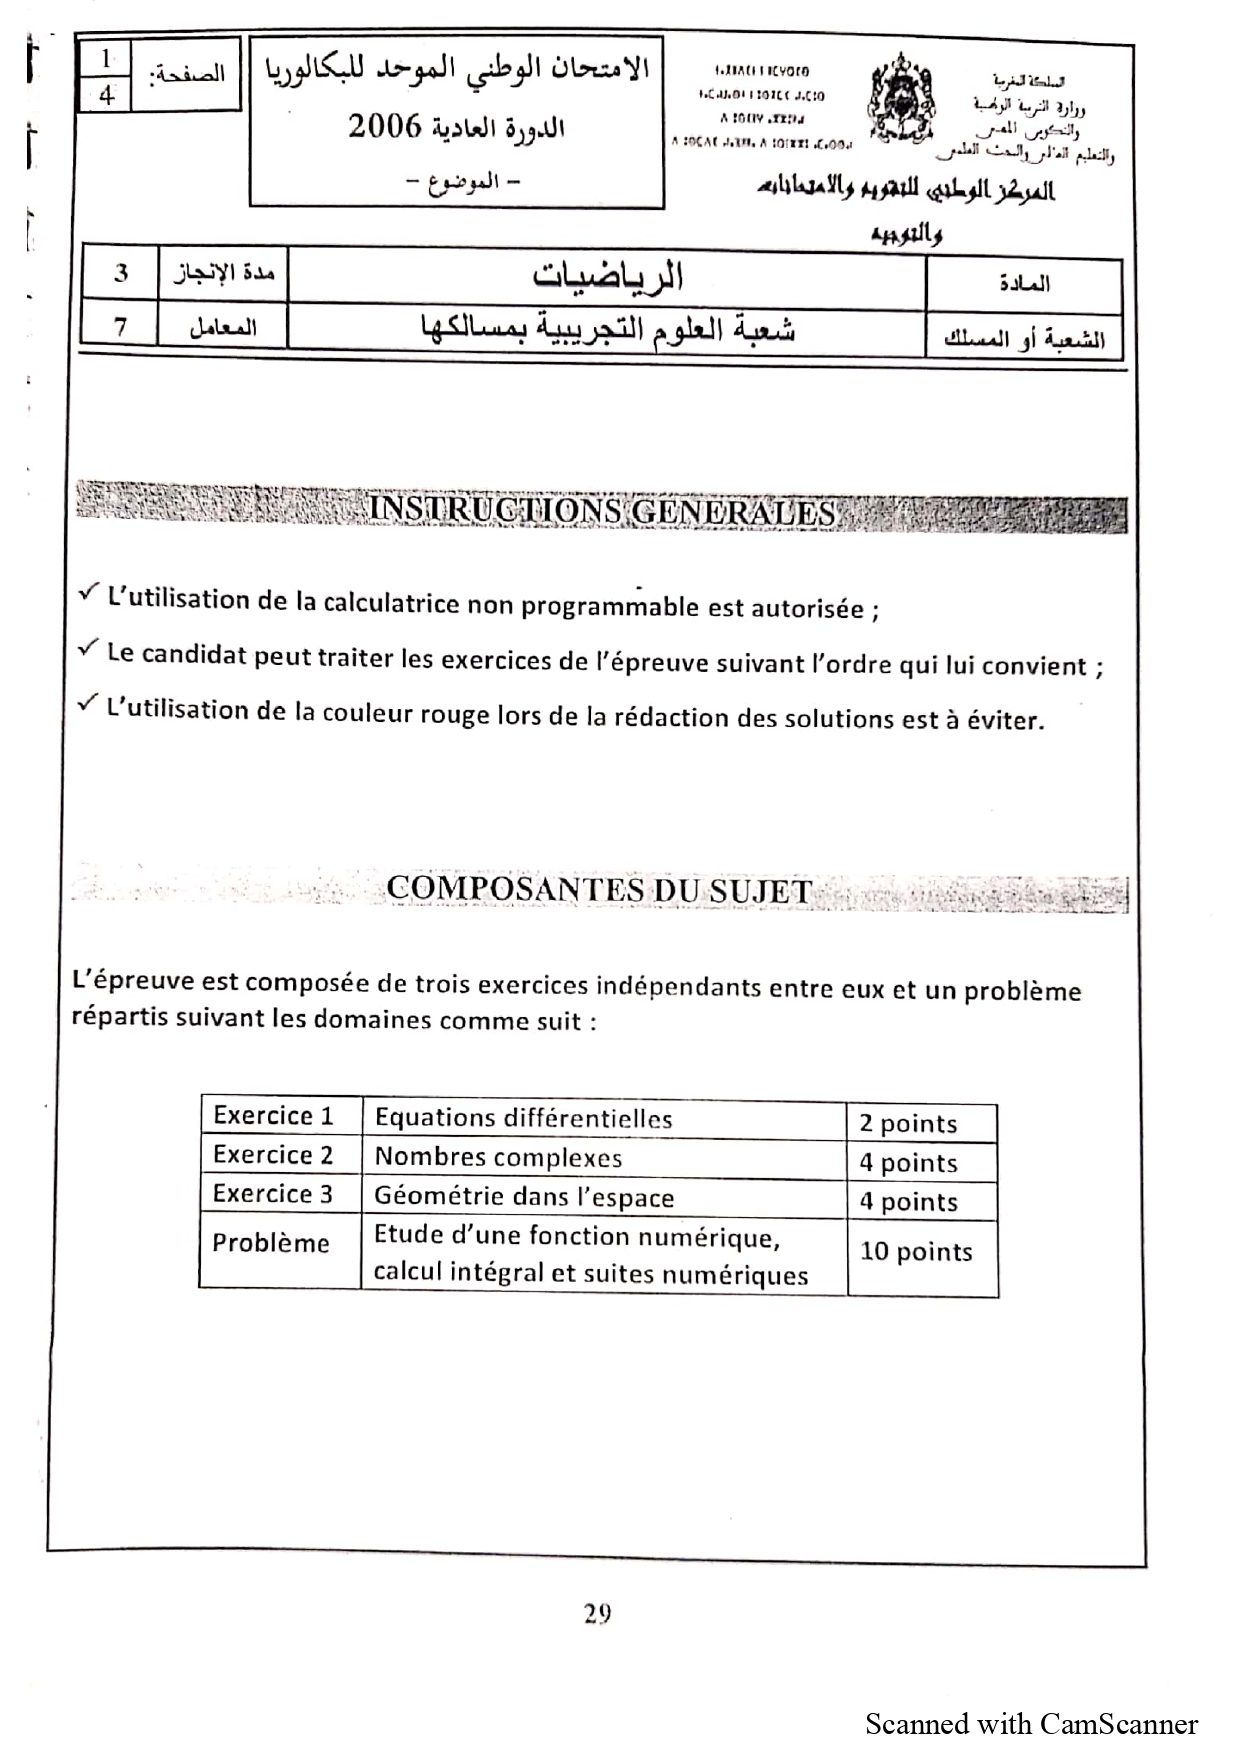 1
4
الصفحة:
الامتحان الوطني الموحد للبكالوريا
الدورة العادية 2006
- الموضوع -
المملكة المغربية
وزارة التربية الوطنية
والتكوين المهني
والتعليم العالي والبحث العلمي
المركز الوطني للتقويم والامتحانات
والتوجيه
المادة
الرياضيات
مدة الإنجاز
3
الشعبة أو المسلك
شعبة العلوم التجريبية بمسالكها
المعامل
7
INSTRUCTIONS GENERALES
✓ L'utilisation de la calculatrice non programmable est autorisée ;
✓ Le candidat peut traiter les exercices de l'épreuve suivant l'ordre qui lui convient ;
✓ L'utilisation de la couleur rouge lors de la rédaction des solutions est à éviter.
COMPOSANTES DU SUJET
L'épreuve est composée de trois exercices indépendants entre eux et un problème
répartis suivant les domaines comme suit :
Exercice 1 Equations différentielles 2 points
Exercice 2 Nombres complexes 4 points
Exercice 3 Géométrie dans l'espace 4 points
Problème Etude d'une fonction numérique,
calcul intégral et suites numériques 10 points
29
Scanned with CamScanner